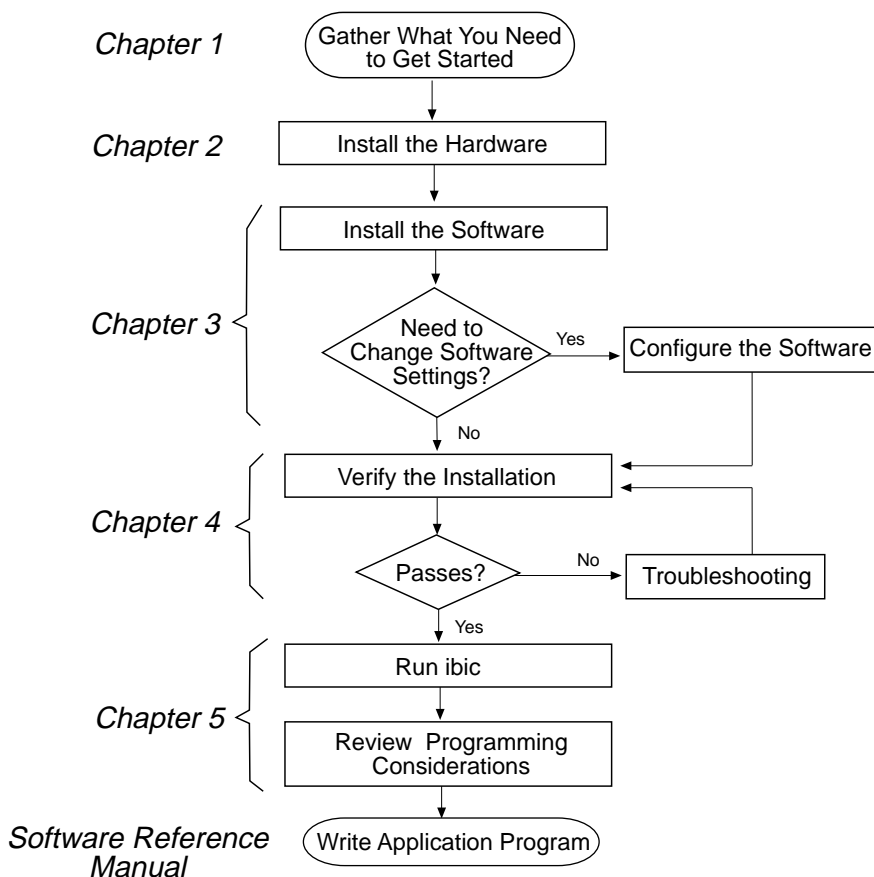 Chapter 1
Gather What You Need
to Get Started
Chapter 2
Install the Hardware
Install the Software
Chapter 3
Need to
Change Software
Settings?
Yes
Configure the Software
No
Verify the Installation
Chapter 4
Passes?
No
Troubleshooting
Yes
Run ibic
Chapter 5
Review Programming
Considerations
Software Reference
Manual
Write Application Program